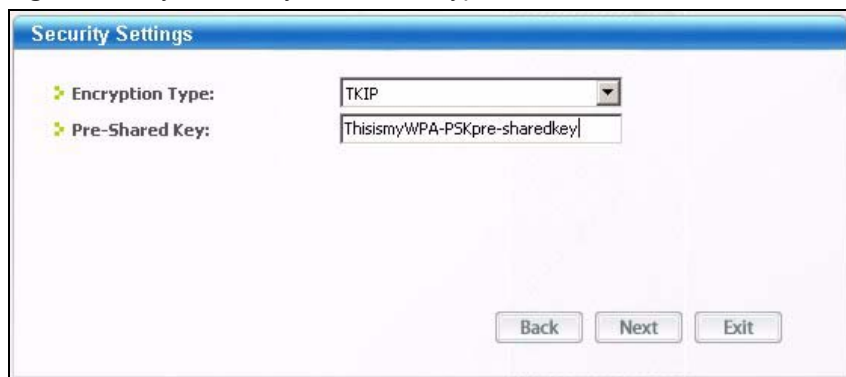 Security Settings
Encryption Type: TKIP
Pre-Shared Key: ThisismyWPA-PSKpre-sharedkey
Back Next Exit